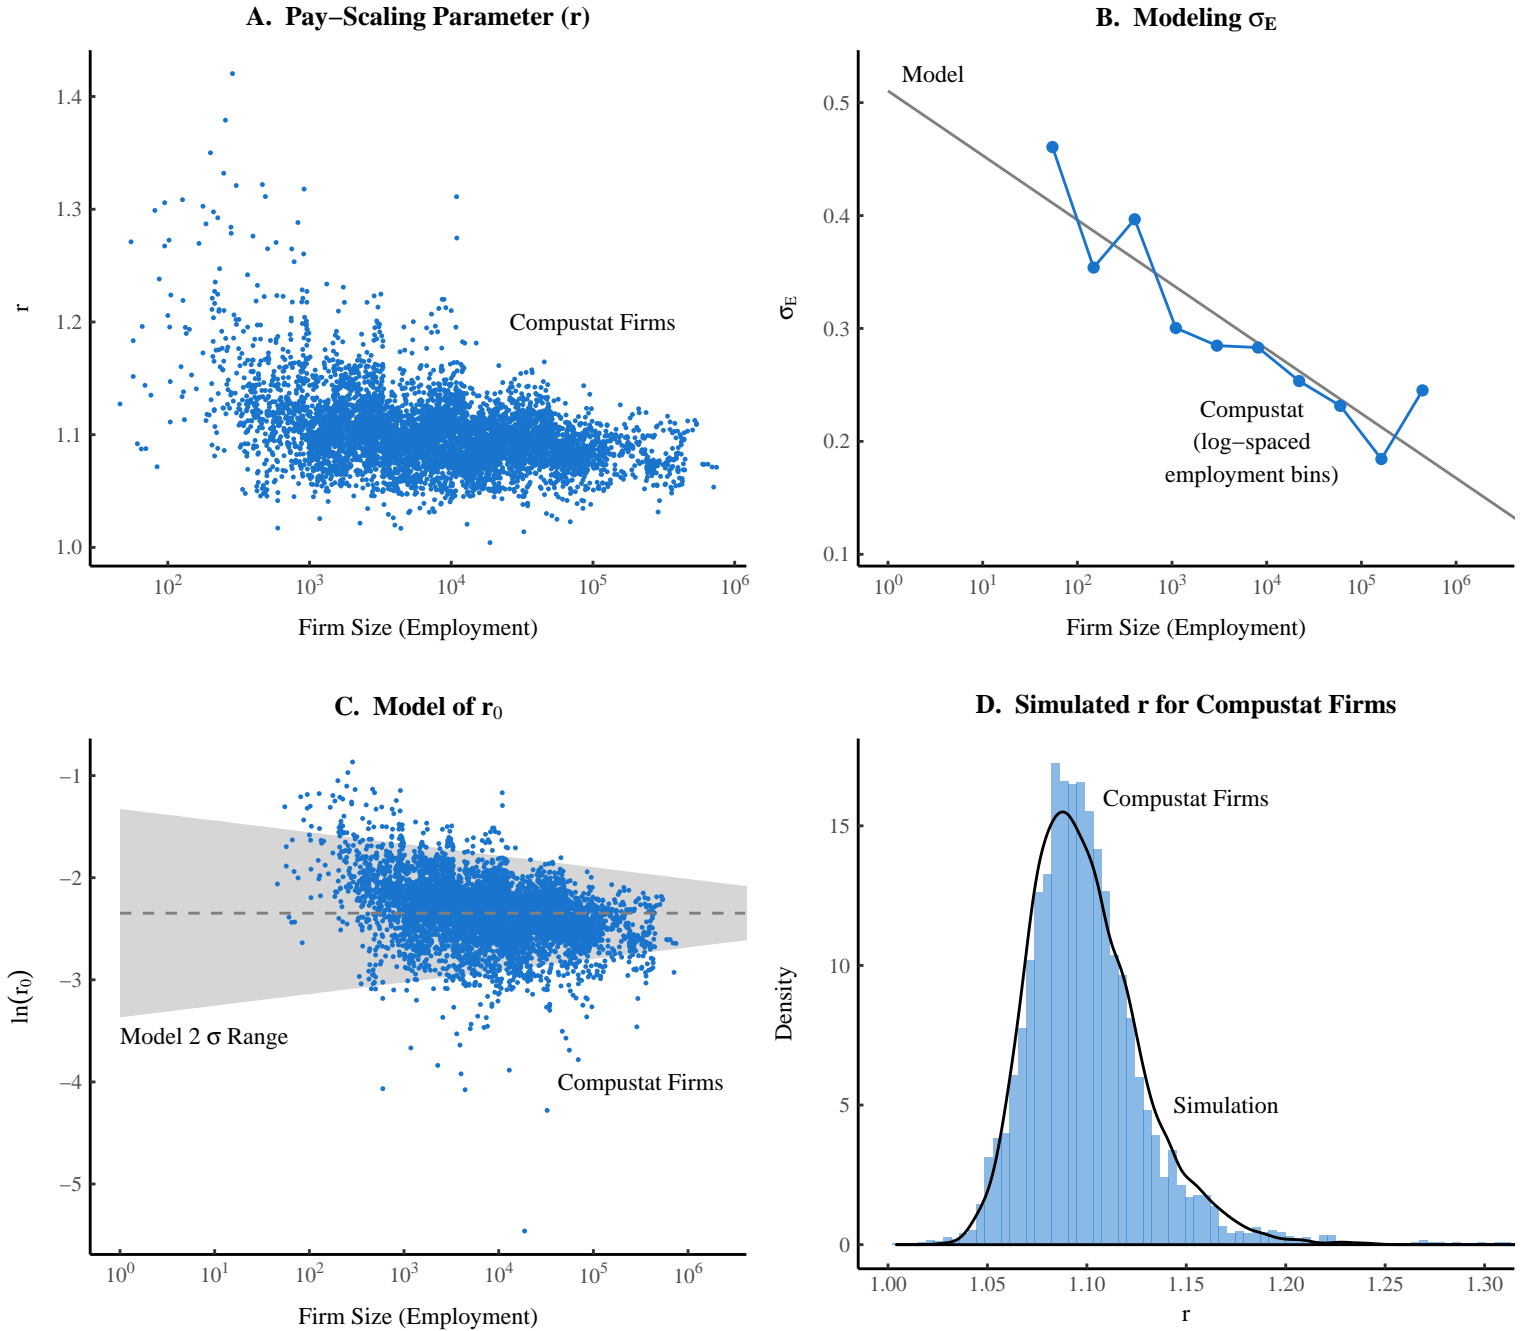 A. Pay−Scaling Parameter (r)
r
1.4
1.3
1.2
1.1
1.0
Compustat Firms
10^2 10^3 10^4 10^5 10^6
Firm Size (Employment)
B. Modeling σ_E
σ_E
0.5
0.4
0.3
0.2
0.1
Model
Compustat
(log−spaced
employment bins)
10^0 10^1 10^2 10^3 10^4 10^5 10^6
Firm Size (Employment)
C. Model of r_0
ln(r_0)
−1
−2
−3
−4
−5
Model 2 σ Range
Compustat Firms
10^0 10^1 10^2 10^3 10^4 10^5 10^6
Firm Size (Employment)
D. Simulated r for Compustat Firms
Density
15
10
5
0
Compustat Firms
Simulation
1.00 1.05 1.10 1.15 1.20 1.25 1.30
r